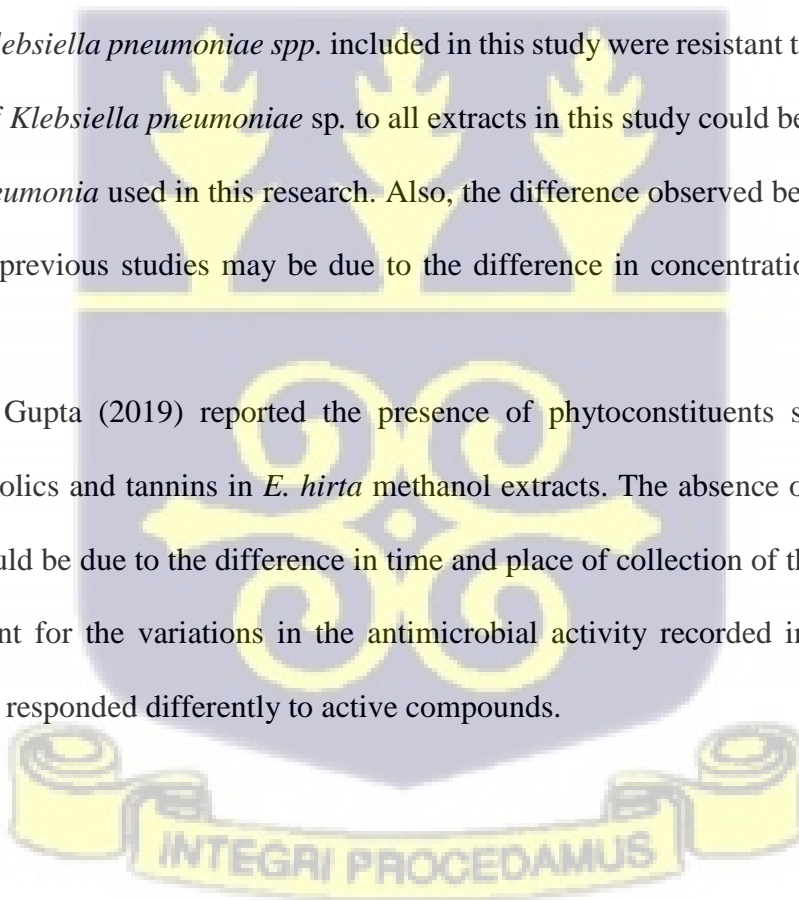 lebsiella pneumoniae spp. included in this study were resistant t
f Klebsiella pneumoniae sp. to all extracts in this study could be
eumonia used in this research. Also, the difference observed be
previous studies may be due to the difference in concentratio
Gupta (2019) reported the presence of phytoconstituents s
olics and tannins in E. hirta methanol extracts. The absence o
uld be due to the difference in time and place of collection of th
nt for the variations in the antimicrobial activity recorded in
responded differently to active compounds.
INTEGRI PROCEDAMUS